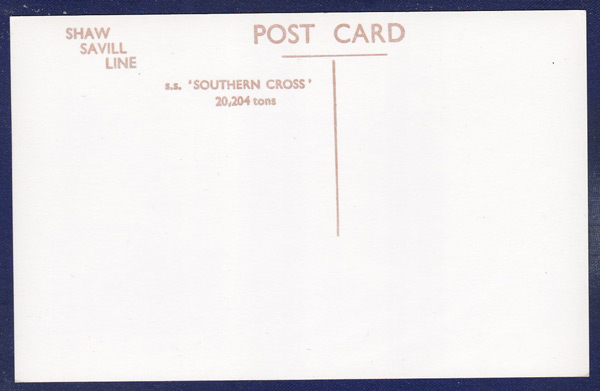 SHAW
SAVILL
LINE
POST CARD
s.s. 'SOUTHERN CROSS'
20,204 tons